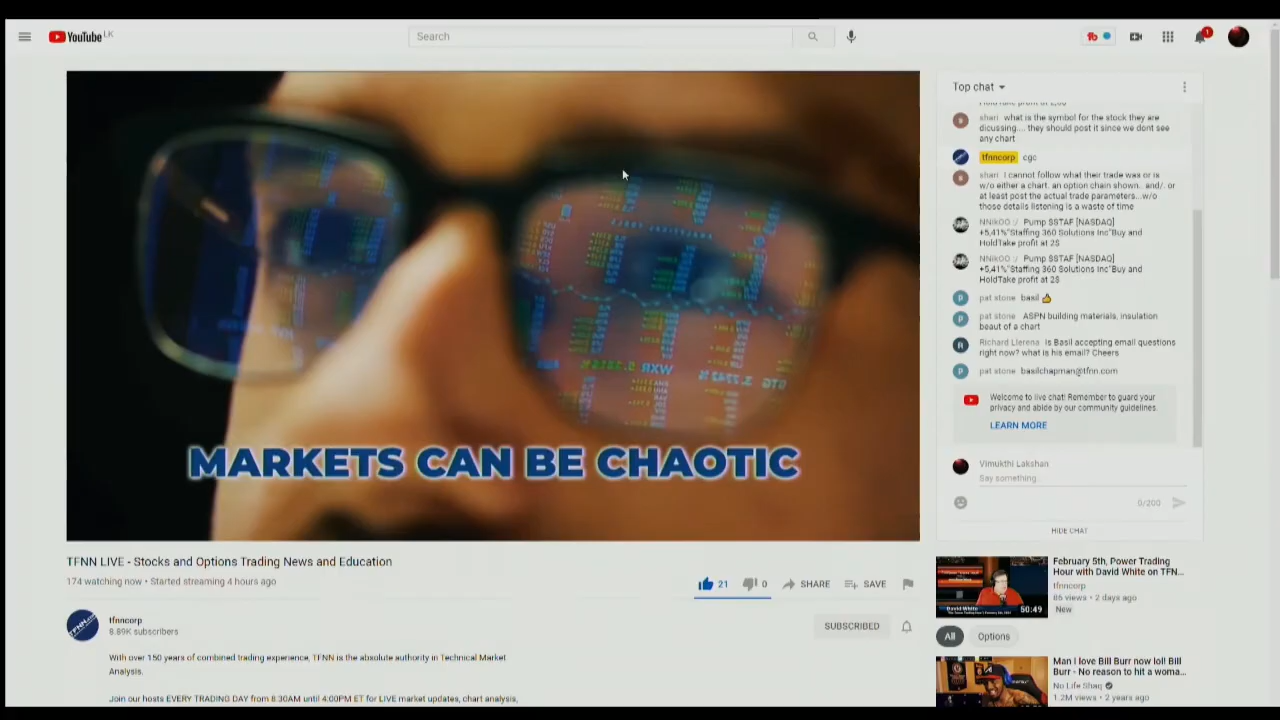 YouTube LK
Search
1
MARKETS CAN BE CHAOTIC
TFNN LIVE - Stocks and Options Trading News and Education
174 watching now • Started streaming 4 hours ago
21
0
SHARE
SAVE
tfnncorp
8.89K subscribers
SUBSCRIBED
With over 150 years of combined trading experience, TFNN is the absolute authority in Technical Market
Analysis.
Join our hosts EVERY TRADING DAY from 8:30AM until 4:00PM ET for LIVE market updates, chart analysis,
Top chat
shari what is the symbol for the stock they are
dicussing.... they should post it since we dont see
any chart
tfnncorp cgc
shari I cannot follow what their trade was or is
w/o either a chart. an option chain shown. and/. or
at least post the actual trade parameters...w/o
those details listening is a waste of time
NNikOO :/ Pump $STAF [NASDAQ]
+5,41%"Staffing 360 Solutions Inc"Buy and
HoldTake profit at 2$
NNikOO :/ Pump $STAF [NASDAQ]
+5,41%"Staffing 360 Solutions Inc"Buy and
HoldTake profit at 2$
pat stone basil 👍
pat stone ASPN building materials, insulation
beaut of a chart
Richard Llerena Is Basil accepting email questions
right now? what is his email? Cheers
pat stone basilchapman@tfnn.com
Welcome to live chat! Remember to guard your
privacy and abide by our community guidelines.
LEARN MORE
Vimukthi Lakshan
Say something...
0/200
HIDE CHAT
February 5th, Power Trading
Hour with David White on TFN...
tfnncorp
86 views • 2 days ago
New
David White
50:49
All
Options
Man I love Bill Burr now lol! Bill
Burr - No reason to hit a woma...
No Life Shaq
1.2M views • 2 years ago